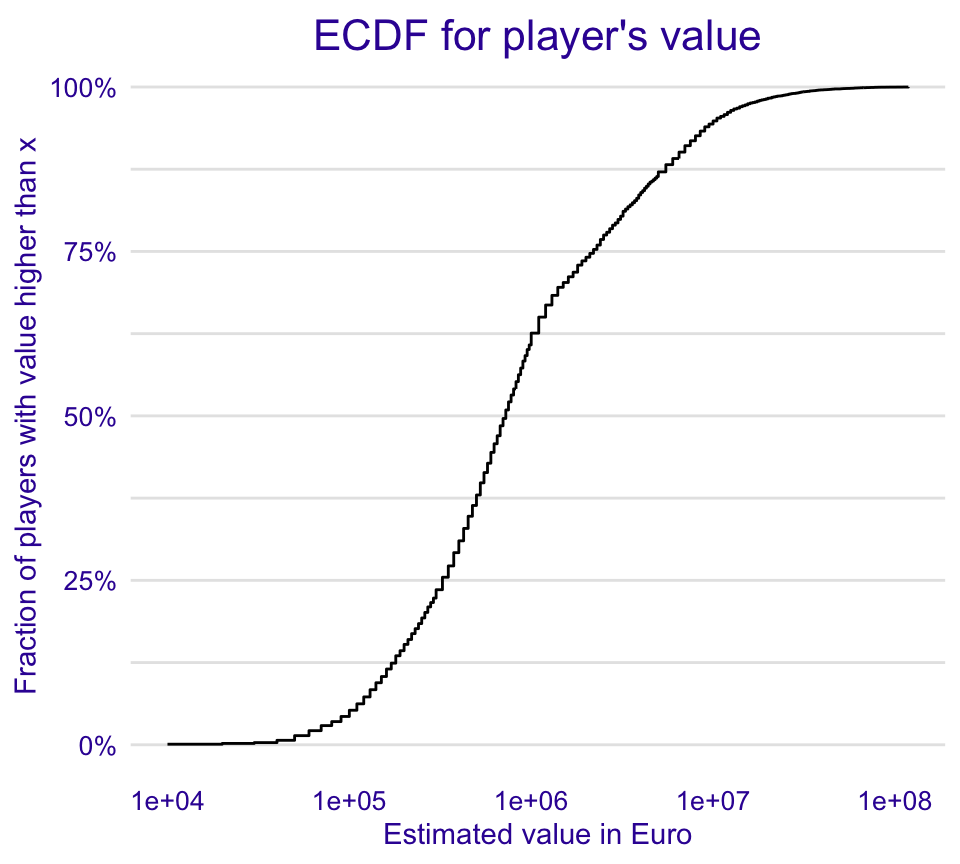 ECDF for player's value
Fraction of players with value higher than x
100%
75%
50%
25%
0%
1e+04 1e+05 1e+06 1e+07 1e+08
Estimated value in Euro